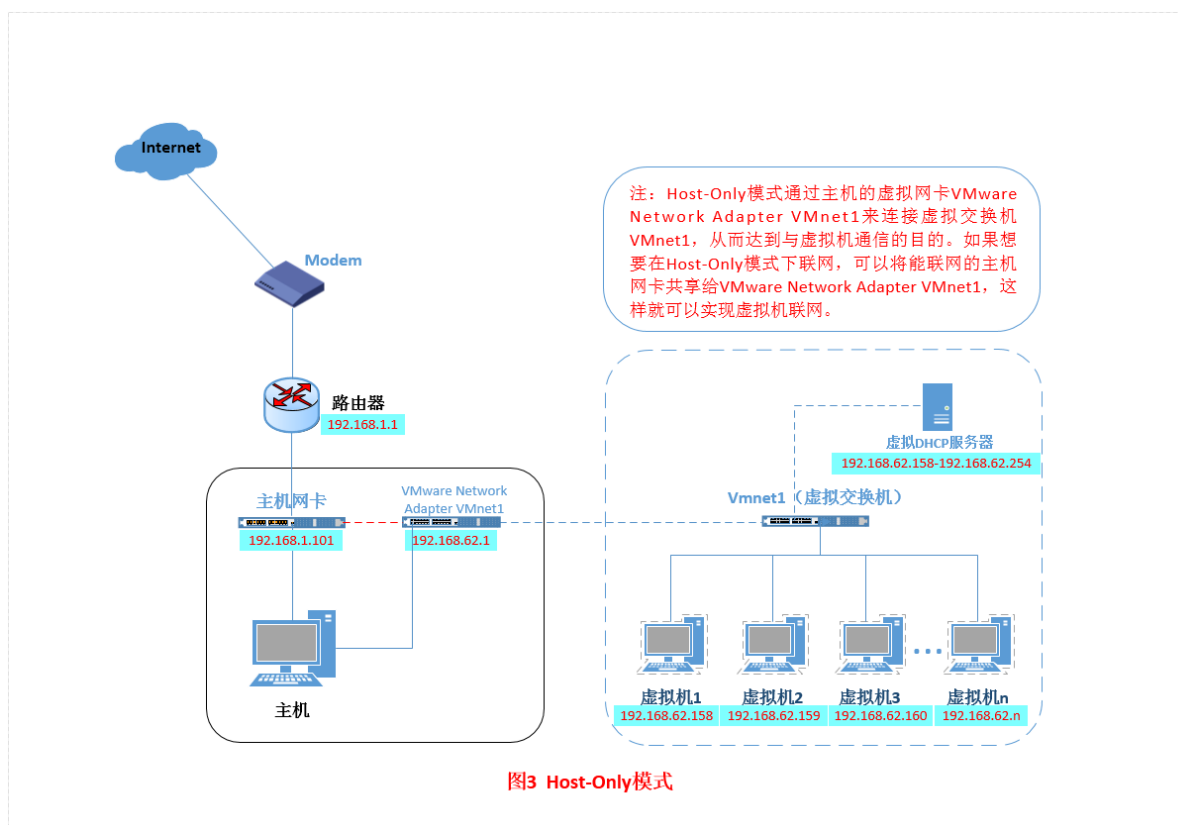 Internet
Modem
注：Host-Only模式通过主机的虚拟网卡VMware
Network Adapter VMnet1来连接虚拟交换机
VMnet1，从而达到与虚拟机通信的目的。如果想
要在Host-Only模式下联网，可以将能联网的主机
网卡共享给VMware Network Adapter VMnet1，这
样就可以实现虚拟机联网。
路由器
192.168.1.1
虚拟DHCP服务器
192.168.62.158-192.168.62.254
主机网卡
192.168.1.101
VMware Network
Adapter VMnet1
192.168.62.1
Vmnet1（虚拟交换机）
主机
虚拟机1
192.168.62.158
虚拟机2
192.168.62.159
虚拟机3
192.168.62.160
虚拟机n
192.168.62.n
图3 Host-Only模式